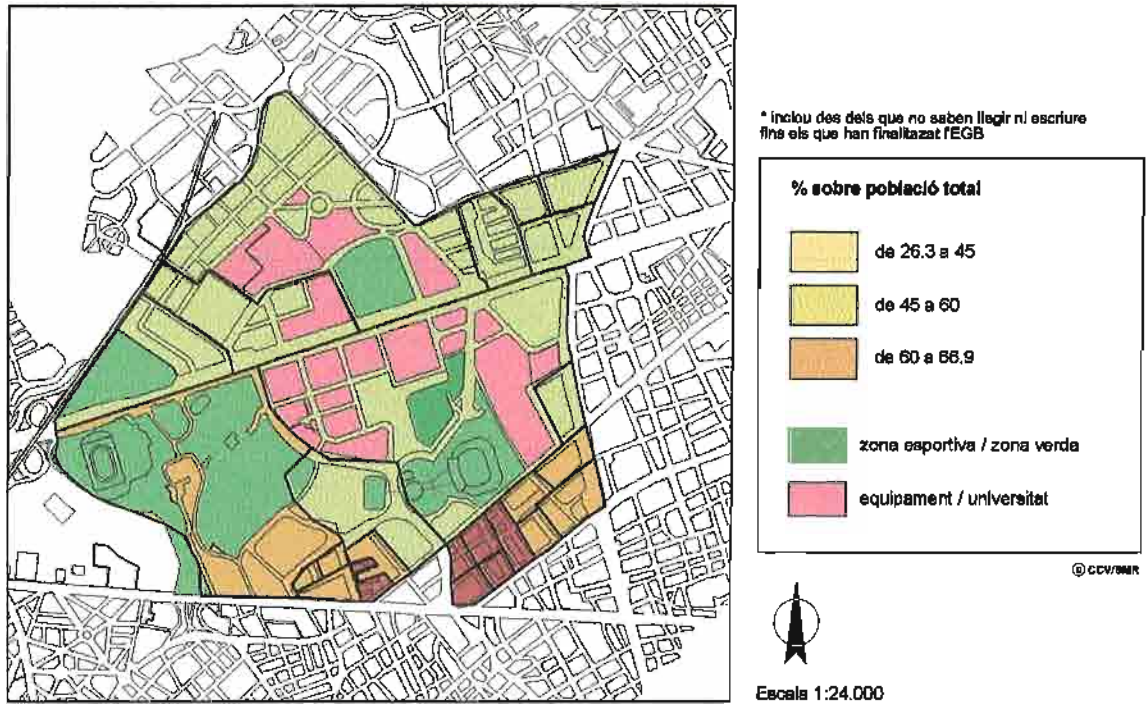 * inclou des dels que no saben llegir ni escriure
fins els que han finalitzat l'EGB
% sobre població total
de 26.3 a 45
de 45 a 60
de 60 a 66.9
zona esportiva / zona verda
equipament / universitat
Escala 1:24.000